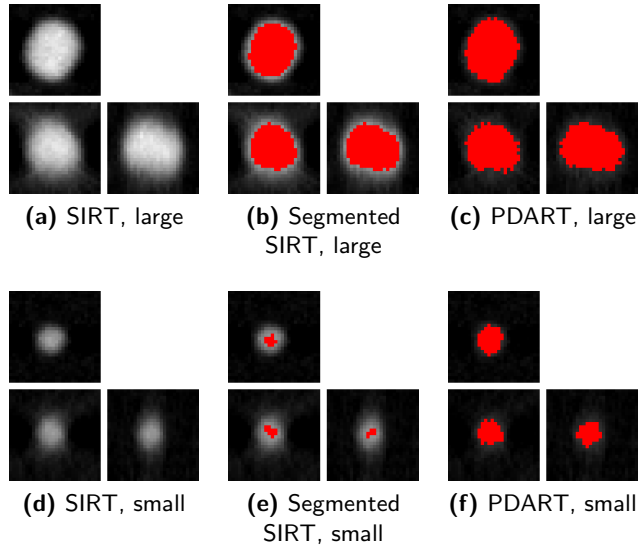 (a) SIRT, large
(b) Segmented
SIRT, large
(c) PDART, large
(d) SIRT, small
(e) Segmented
SIRT, small
(f) PDART, small